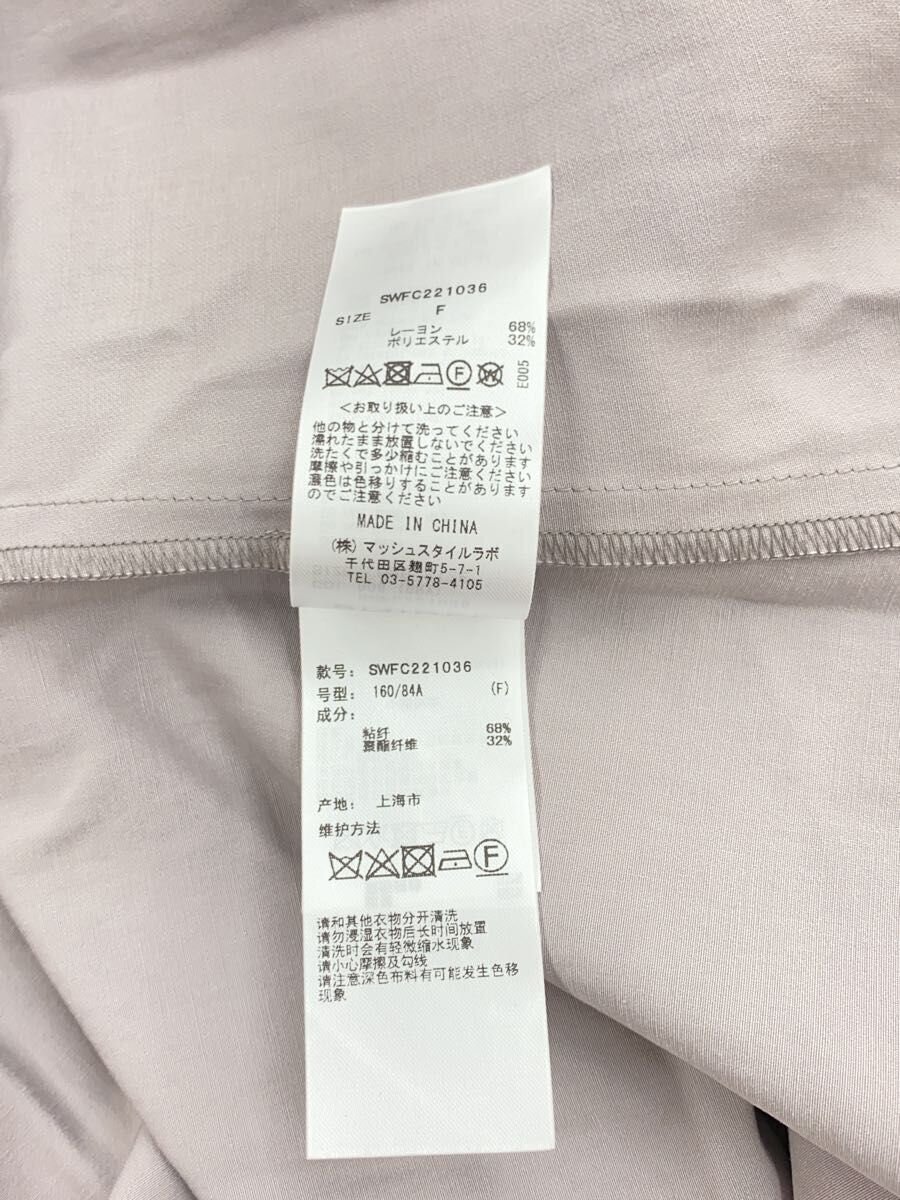 SWFC221036
SIZE F
レーヨン 68%
ポリエステル 32%
F W E005
<お取り扱い上のご注意>
他の物と分けて洗ってください
濡れたまま放置しないでください
洗たくで多少縮むことがあります
摩擦や引っかけにご注意ください
濃色は色移りすることがあります
のでご注意ください
MADE IN CHINA
(株)マッシュスタイルラボ
千代田区麹町5-7-1
TEL 03-5778-4105
款号: SWFC221036
号型: 160/84A (F)
成分:
粘纤 68%
聚酯纤维 32%
产地: 上海市
维护方法
F
请和其他衣物分开清洗
请勿浸湿衣物后长时间放置
清洗时会有轻微缩水现象
请小心摩擦及勾线
请注意深色布料有可能发生色移
现象